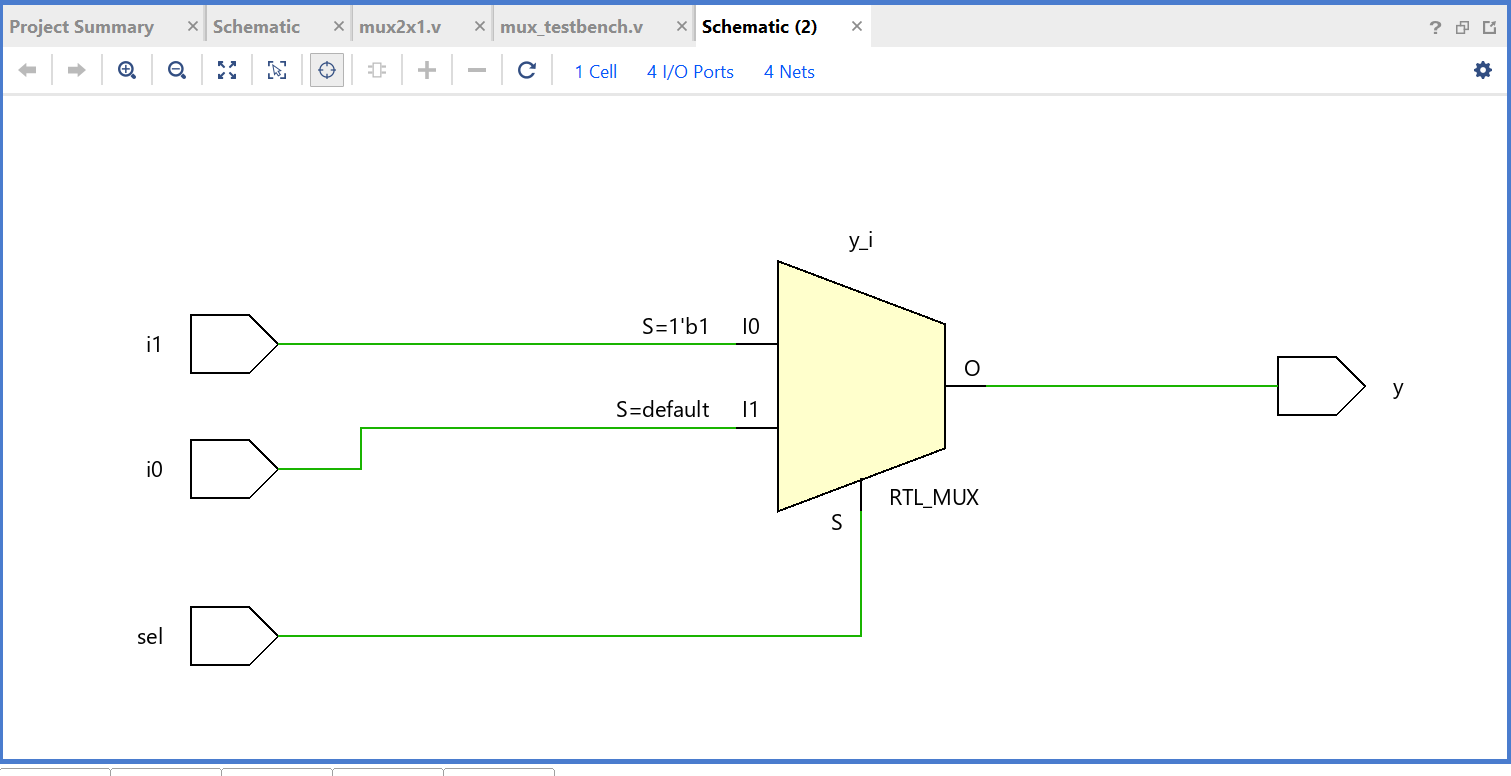 Project Summary × Schematic × mux2x1.v × mux_testbench.v × Schematic (2) × ?
1 Cell 4 I/O Ports 4 Nets
y_i
S=1'b1 I0
i1
O
y
S=default I1
i0
RTL_MUX
S
sel